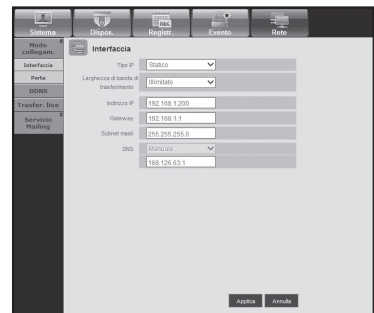 Sistema Dispos. Registr. Evento Rete
REC
Modo collegam.
Interfaccia
Porta
DDNS
Trasfer. live
Servizio Mailing
Interfaccia
Tipo IP Statico
Larghezza di banda di trasferimento Illimitato
Indirizzo IP 192.168.1.200
Gateway 192.168.1.1
Subnet mask 255.255.255.0
DNS Manuale
168.126.63.1
Applica Annulla